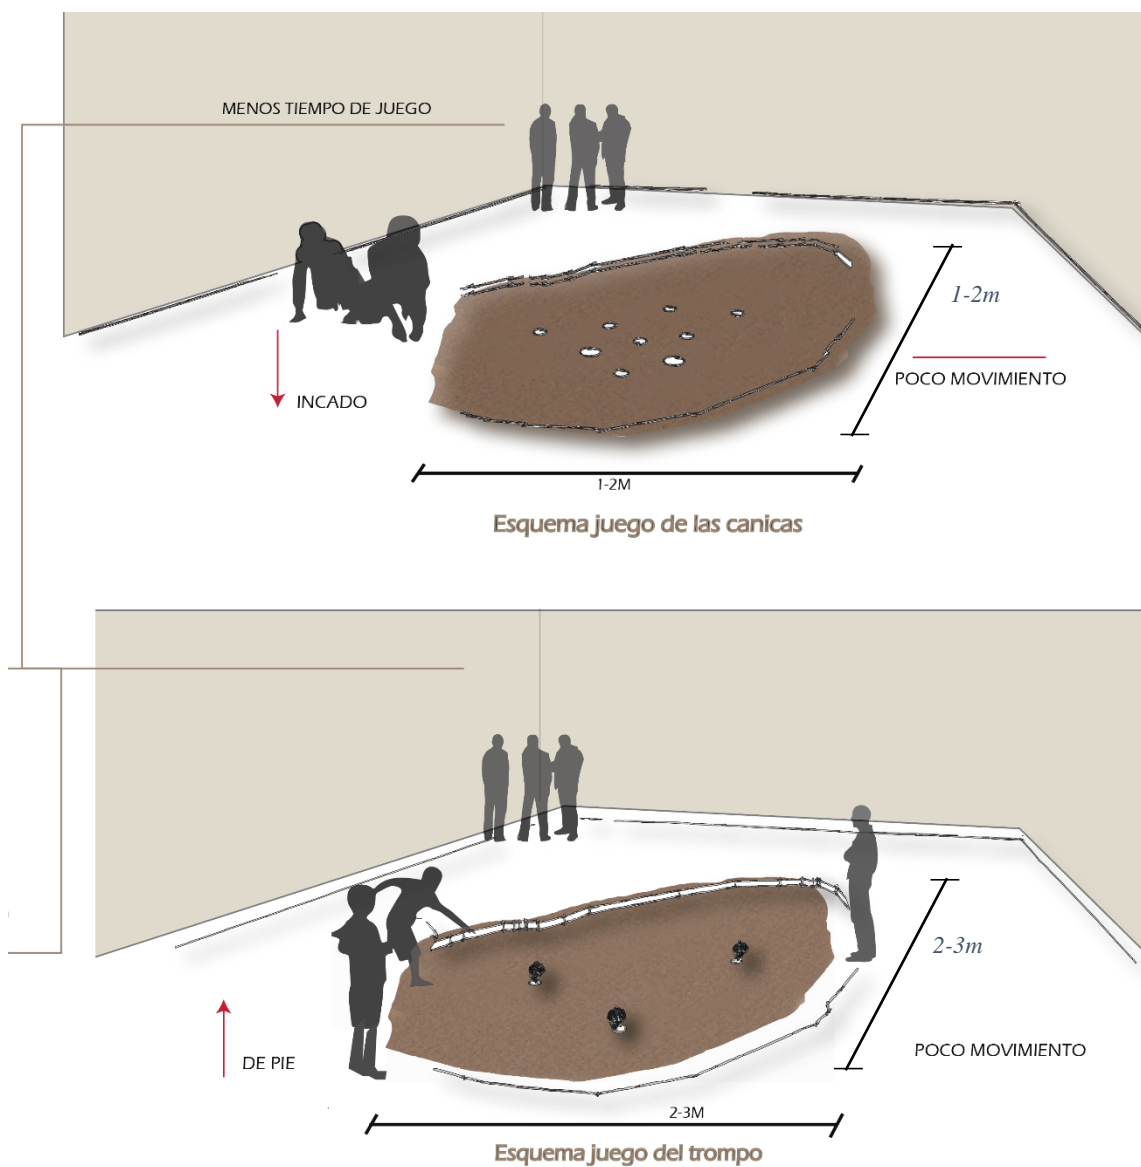 MENOS TIEMPO DE JUEGO
1-2m
POCO MOVIMIENTO
INCADO
1-2M
Esquema juego de las canicas
2-3m
POCO MOVIMIENTO
DE PIE
2-3M
Esquema juego del trompo